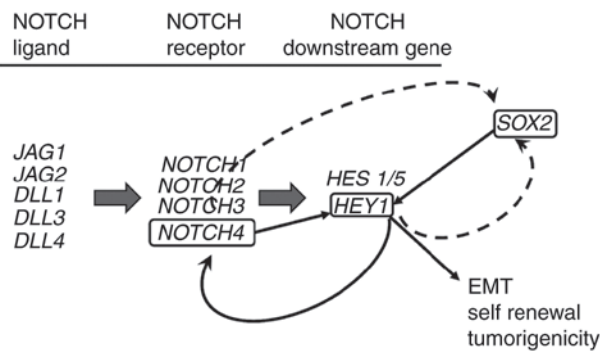 NOTCH ligand
NOTCH receptor
NOTCH downstream gene
JAG1
JAG2
DLL1
DLL3
DLL4
NOTCH1
NOTCH2
NOTCH3
NOTCH4
HES 1/5
HEY1
SOX2
EMT
self renewal
tumorigenicity